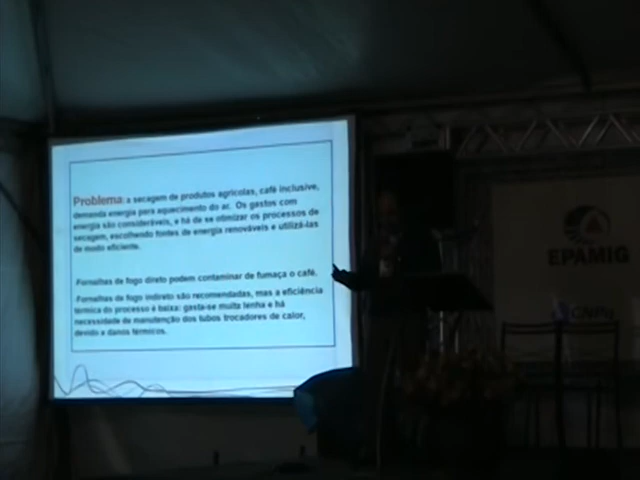 Problema: a secagem de produtos agrícolas, café inclusive,
demanda energia para aquecimento do ar. Os gastos com
energia são consideráveis, e há de se otimizar os processos de
secagem, escolhendo fontes de energia renováveis e utilizá-las
de modo eficiente.
-Fornalhas de fogo direto podem contaminar de fumaça o café.
-Fornalhas de fogo indireto são recomendadas, mas a eficiência
térmica do processo é baixa: gasta-se muita lenha e há
necessidade de manutenção dos tubos trocadores de calor,
devido a danos térmicos.
EPAMIG
CNPq